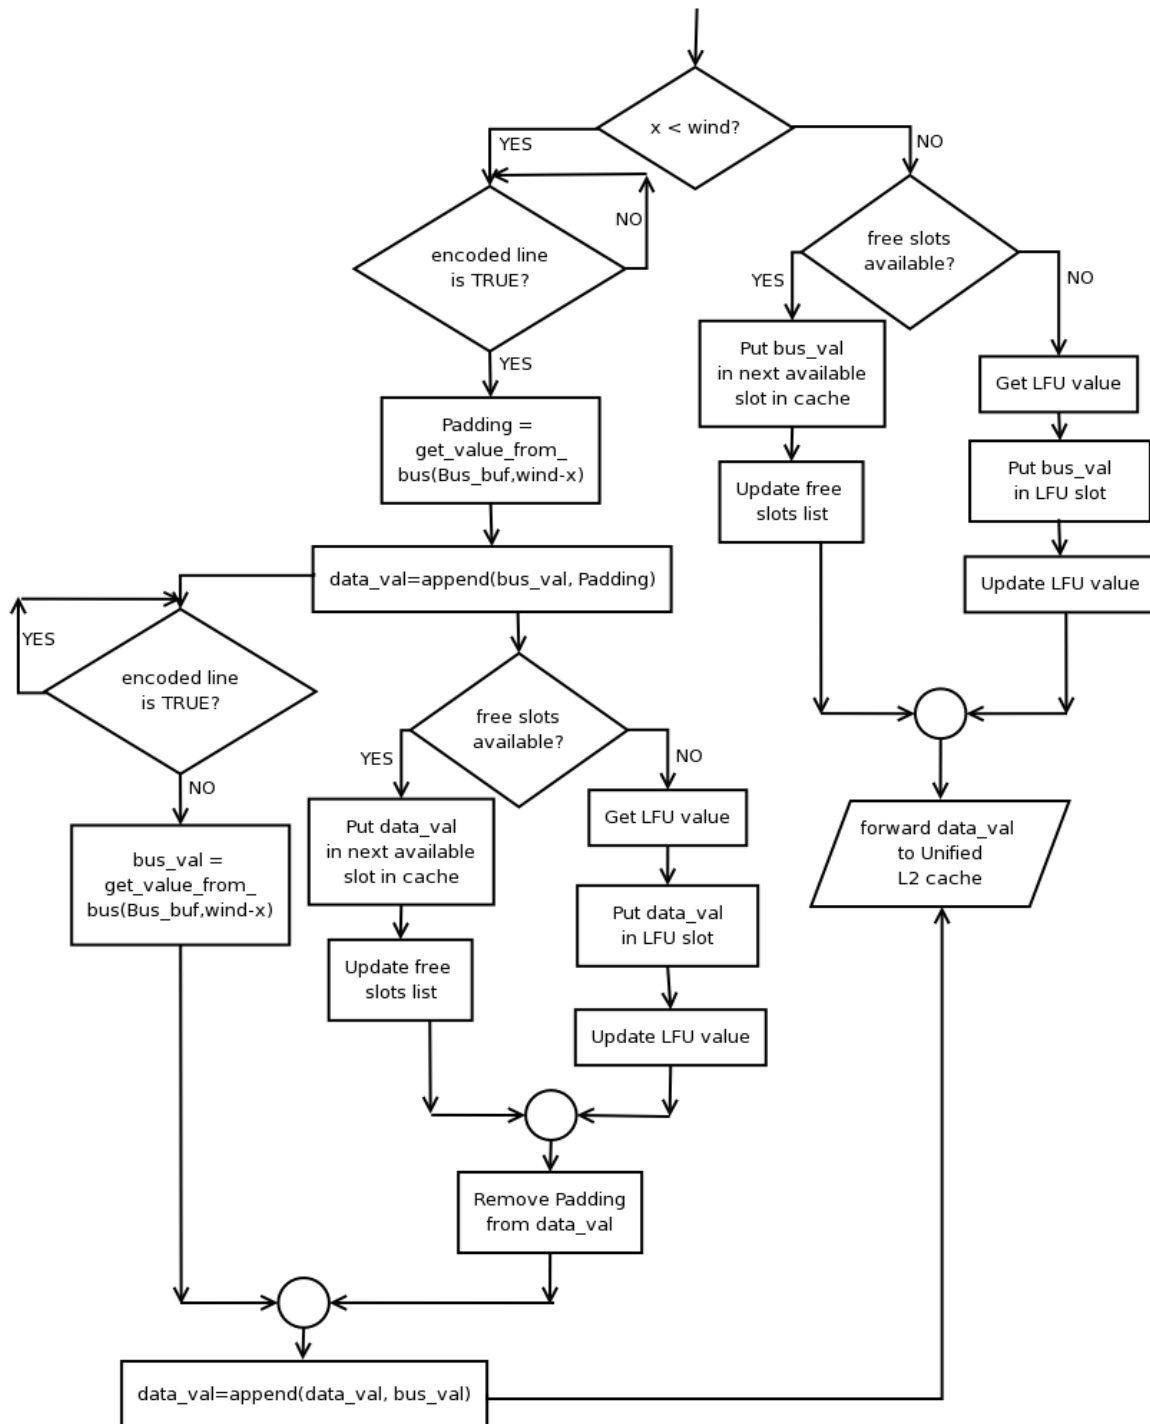 x < wind?
YES
NO
encoded line
is TRUE?
NO
YES
free slots
available?
YES
NO
Put bus_val
in next available
slot in cache
Update free
slots list
Get LFU value
Put bus_val
in LFU slot
Update LFU value
Padding =
get_value_from_
bus(Bus_buf,wind-x)
data_val=append(bus_val, Padding)
YES
encoded line
is TRUE?
NO
bus_val =
get_value_from_
bus(Bus_buf,wind-x)
free slots
available?
YES
NO
Put data_val
in next available
slot in cache
Update free
slots list
Get LFU value
Put data_val
in LFU slot
Update LFU value
Remove Padding
from data_val
data_val=append(data_val, bus_val)
forward data_val
to Unified
L2 cache